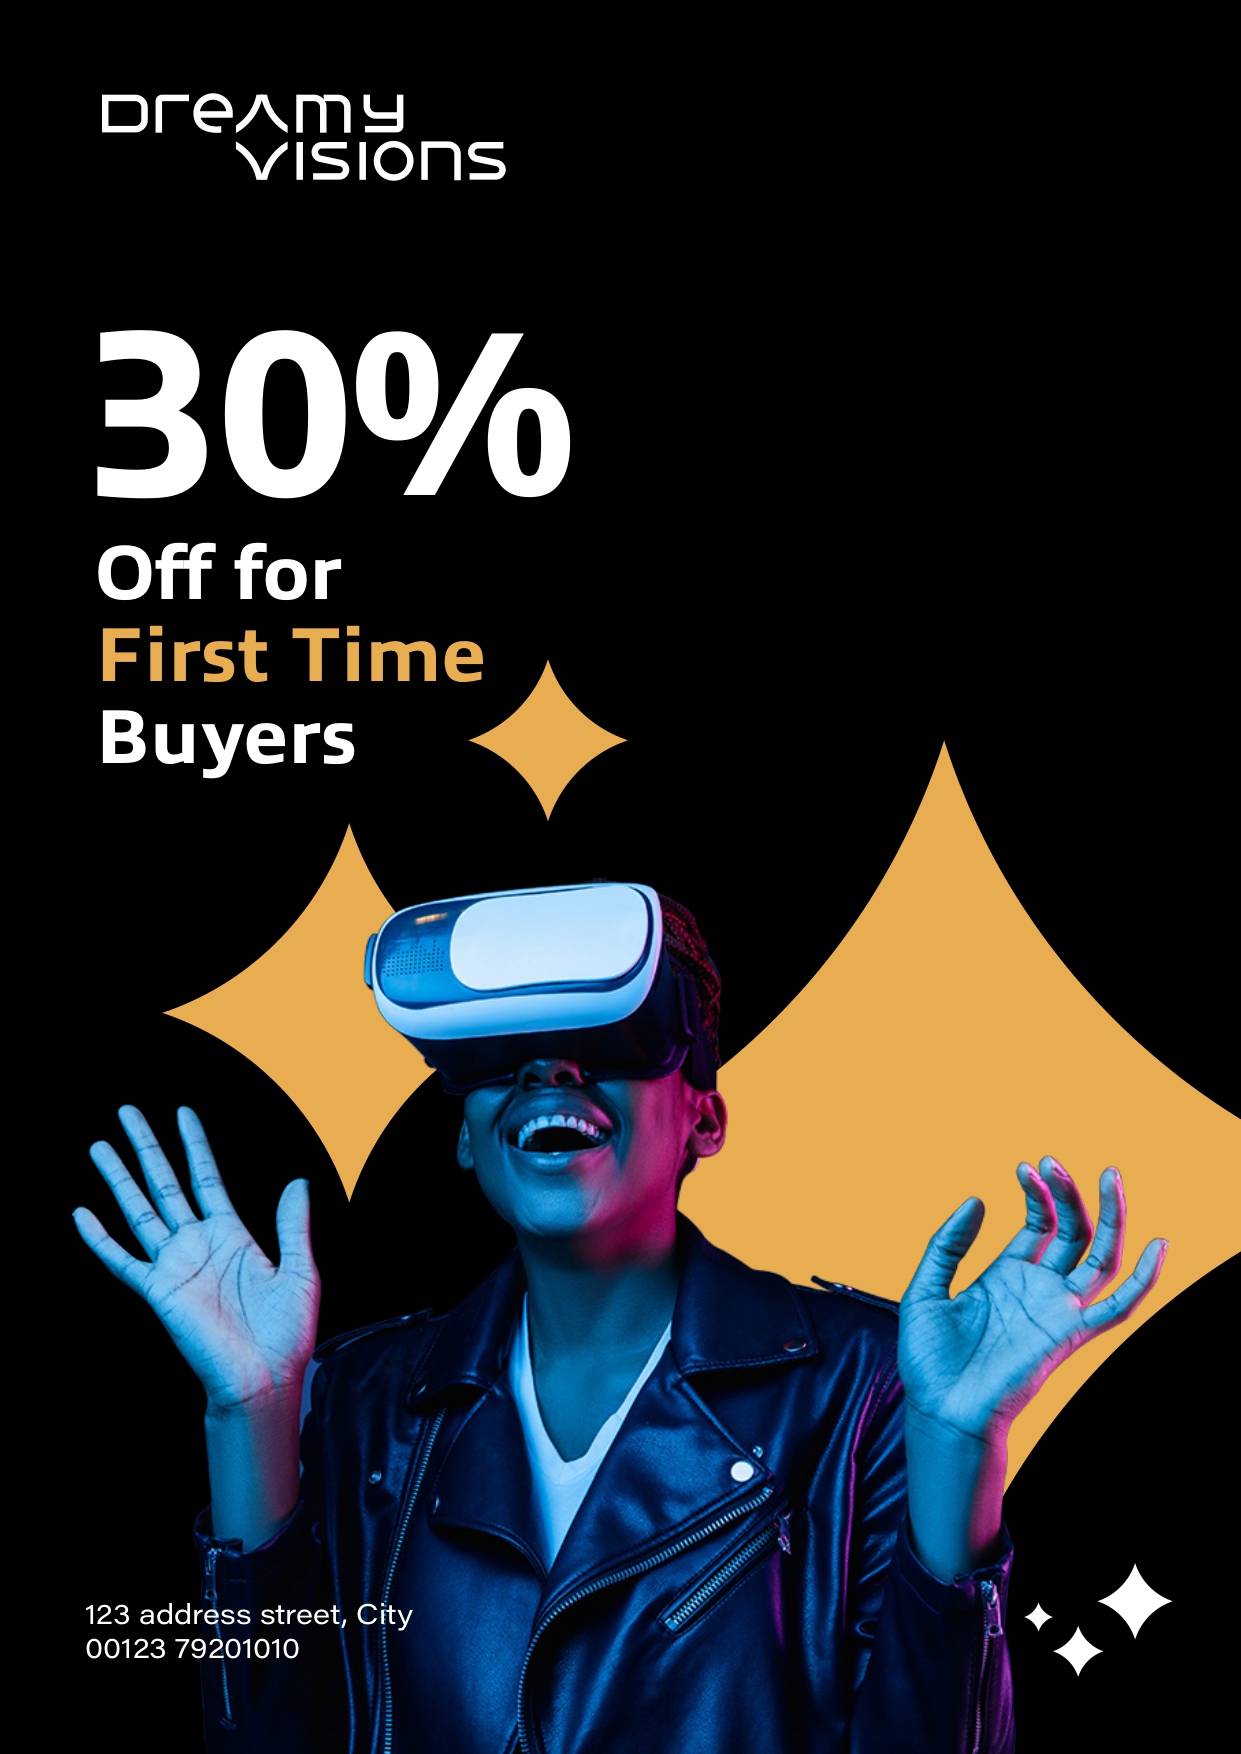 Dreamy
Visions
30%
Off for
First Time
Buyers
123 address street, City
00123 79201010